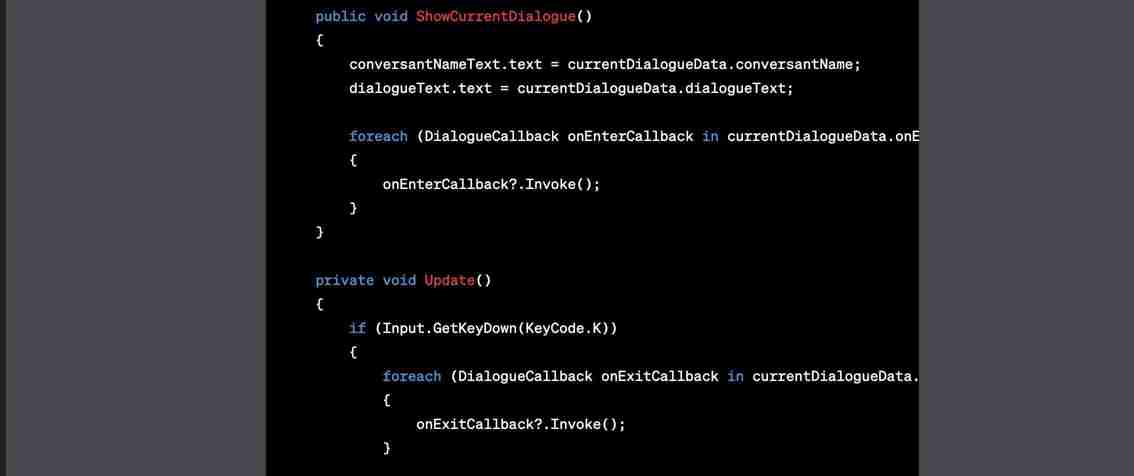 public void ShowCurrentDialogue()
{
conversantNameText.text = currentDialogueData.conversantName;
dialogueText.text = currentDialogueData.dialogueText;
foreach (DialogueCallback onEnterCallback in currentDialogueData.onE
{
onEnterCallback?.Invoke();
}
}
private void Update()
{
if (Input.GetKeyDown(KeyCode.K))
{
foreach (DialogueCallback onExitCallback in currentDialogueData.
{
onExitCallback?.Invoke();
}